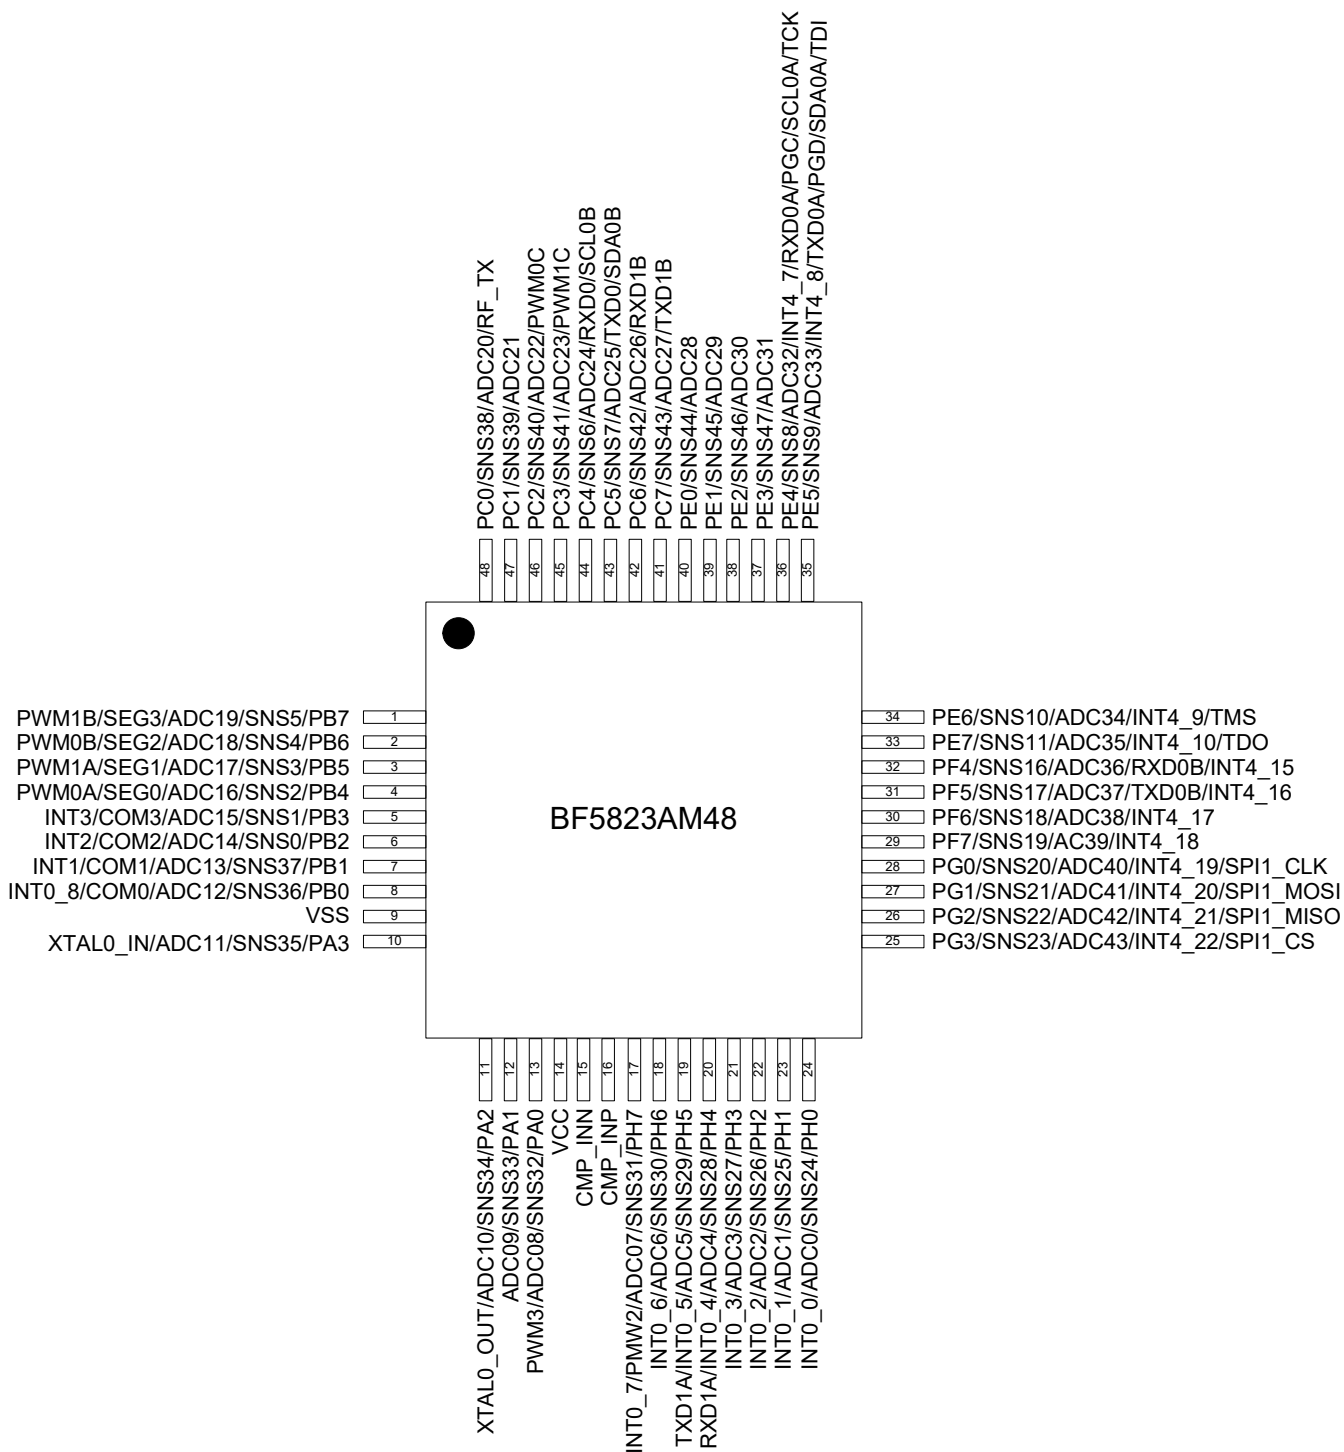 PC0/SNS38/ADC20/RF_TX
PC1/SNS39/ADC21
PC2/SNS40/ADC22/PWM0C
PC3/SNS41/ADC23/PWM1C
PC4/SNS6/ADC24/RXD0/SCL0B
PC5/SNS7/ADC25/TXD0/SDA0B
PC6/SNS42/ADC26/RXD1B
PC7/SNS43/ADC27/TXD1B
PE0/SNS44/ADC28
PE1/SNS45/ADC29
PE2/SNS46/ADC30
PE3/SNS47/ADC31
PE4/SNS8/ADC32/INT4_7/RXD0A/PGC/SCL0A/TCK
PE5/SNS9/ADC33/INT4_8/TXD0A/PGD/SDA0A/TDI
48
47
46
45
44
43
42
41
40
39
38
37
36
35
PWM1B/SEG3/ADC19/SNS5/PB7 1
PWM0B/SEG2/ADC18/SNS4/PB6 2
PWM1A/SEG1/ADC17/SNS3/PB5 3
PWM0A/SEG0/ADC16/SNS2/PB4 4
INT3/COM3/ADC15/SNS1/PB3 5
INT2/COM2/ADC14/SNS0/PB2 6
INT1/COM1/ADC13/SNS37/PB1 7
INT0_8/COM0/ADC12/SNS36/PB0 8
VSS 9
XTAL0_IN/ADC11/SNS35/PA3 10
BF5823AM48
34 PE6/SNS10/ADC34/INT4_9/TMS
33 PE7/SNS11/ADC35/INT4_10/TDO
32 PF4/SNS16/ADC36/RXD0B/INT4_15
31 PF5/SNS17/ADC37/TXD0B/INT4_16
30 PF6/SNS18/ADC38/INT4_17
29 PF7/SNS19/AC39/INT4_18
28 PG0/SNS20/ADC40/INT4_19/SPI1_CLK
27 PG1/SNS21/ADC41/INT4_20/SPI1_MOSI
26 PG2/SNS22/ADC42/INT4_21/SPI1_MISO
25 PG3/SNS23/ADC43/INT4_22/SPI1_CS
11
12
13
14
15
16
17
18
19
20
21
22
23
24
XTAL0_OUT/ADC10/SNS34/PA2
ADC09/SNS33/PA1
PWM3/ADC08/SNS32/PA0
VCC
CMP_INN
CMP_INP
INT0_7/PMW2/ADC07/SNS31/PH7
INT0_6/ADC6/SNS30/PH6
TXD1A/INT0_5/ADC5/SNS29/PH5
RXD1A/INT0_4/ADC4/SNS28/PH4
INT0_3/ADC3/SNS27/PH3
INT0_2/ADC2/SNS26/PH2
INT0_1/ADC1/SNS25/PH1
INT0_0/ADC0/SNS24/PH0